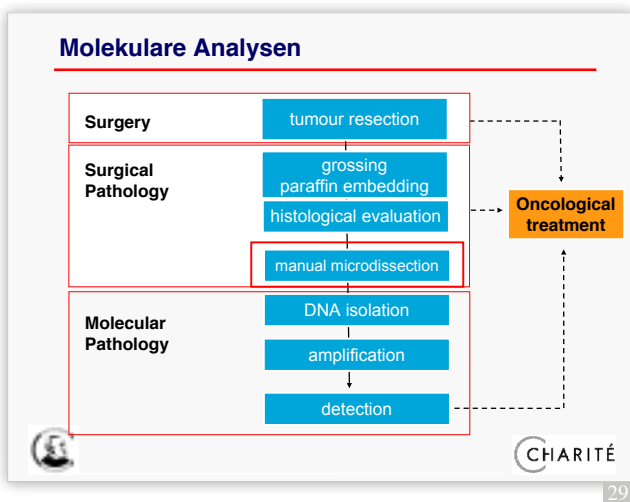 Molekulare Analysen
Surgery
tumour resection
Surgical
Pathology
grossing
paraffin embedding
histological evaluation
manual microdissection
Oncological
treatment
Molecular
Pathology
DNA isolation
amplification
detection
CHARITÉ
29